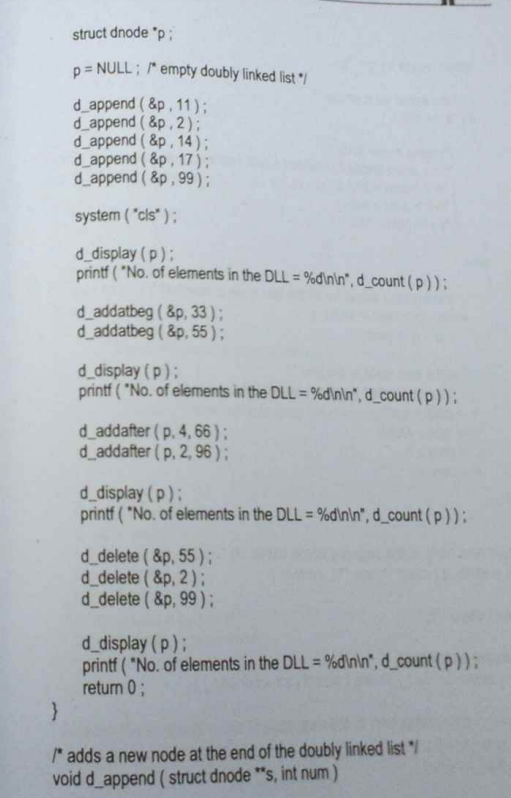 struct dnode *p ;
p = NULL ; /* empty doubly linked list */
d_append ( &p , 11 ) ;
d_append ( &p , 2 ) ;
d_append ( &p , 14 ) ;
d_append ( &p , 17 ) ;
d_append ( &p , 99 ) ;
system ( "cls" ) ;
d_display ( p ) ;
printf ( "No. of elements in the DLL = %d\n\n", d_count ( p ) ) ;
d_addatbeg ( &p, 33 ) ;
d_addatbeg ( &p, 55 ) ;
d_display ( p ) ;
printf ( "No. of elements in the DLL = %d\n\n", d_count ( p ) ) ;
d_addafter ( p, 4, 66 ) ;
d_addafter ( p, 2, 96 ) ;
d_display ( p ) ;
printf ( "No. of elements in the DLL = %d\n\n", d_count ( p ) ) ;
d_delete ( &p, 55 ) ;
d_delete ( &p, 2 ) ;
d_delete ( &p, 99 ) ;
d_display ( p ) ;
printf ( "No. of elements in the DLL = %d\n\n", d_count ( p ) ) ;
return 0 ;
}
/* adds a new node at the end of the doubly linked list */
void d_append ( struct dnode **s, int num )